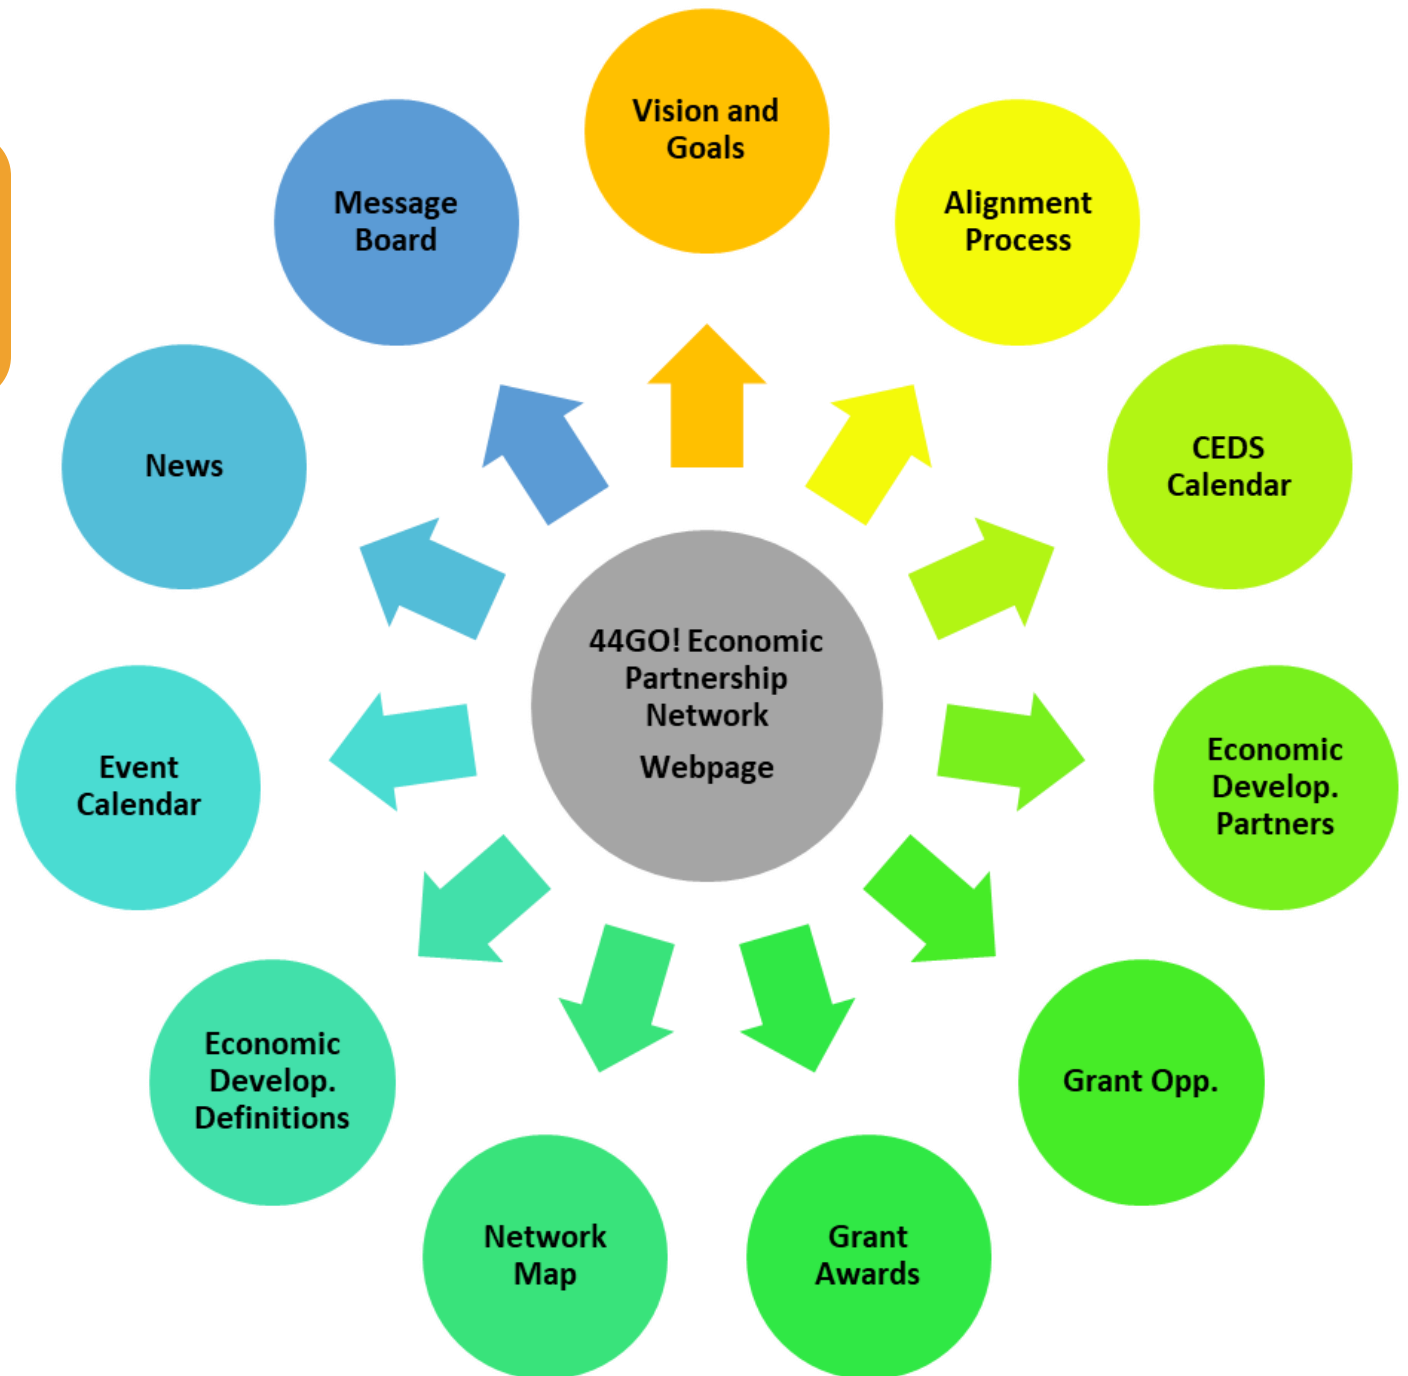 Vision and
Goals
Alignment
Process
CEDS
Calendar
Economic
Develop.
Partners
Grant Opp.
Grant
Awards
Network
Map
Economic
Develop.
Definitions
Event
Calendar
News
Message
Board
44GO! Economic
Partnership
Network
Webpage